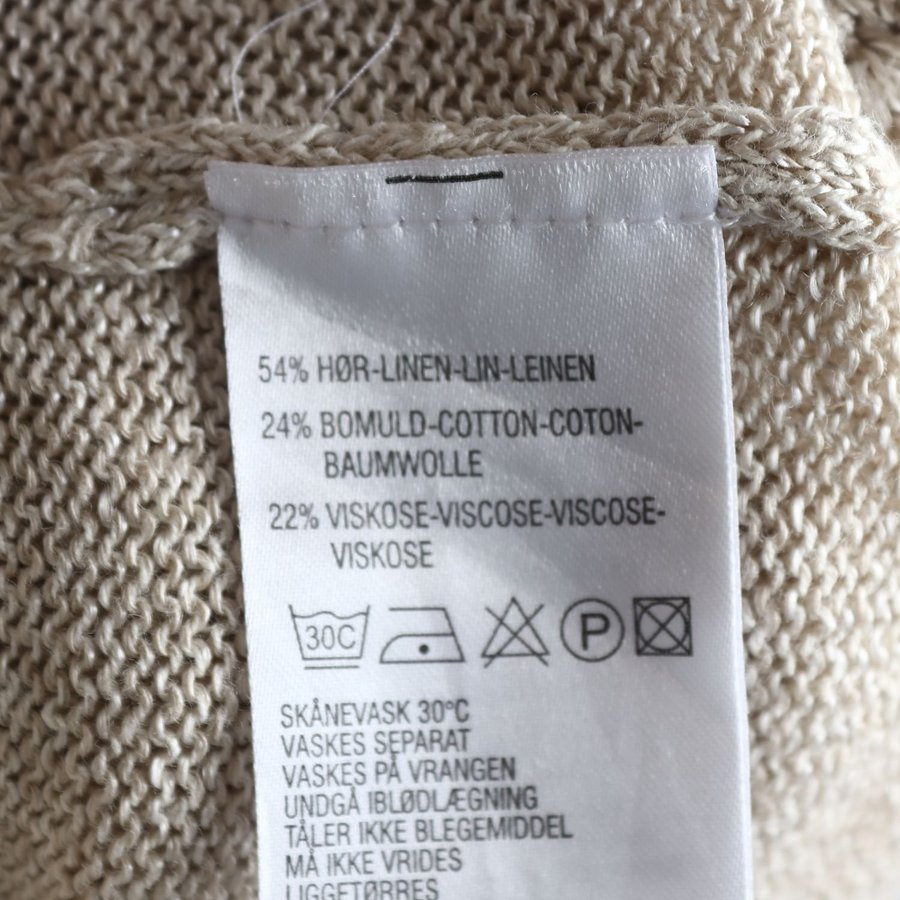 54% HØR-LINEN-LIN-LEINEN
24% BOMULD-COTTON-COTON-
BAUMWOLLE
22% VISKOSE-VISCOSE-VISCOSE-
VISKOSE
30C P
SKÅNEVASK 30°C
VASKES SEPARAT
VASKES PÅ VRANGEN
UNDGÅ IBLØDLÆGNING
TÅLER IKKE BLEGEMIDDEL
MÅ IKKE VRIDES
LIGGETØRRES